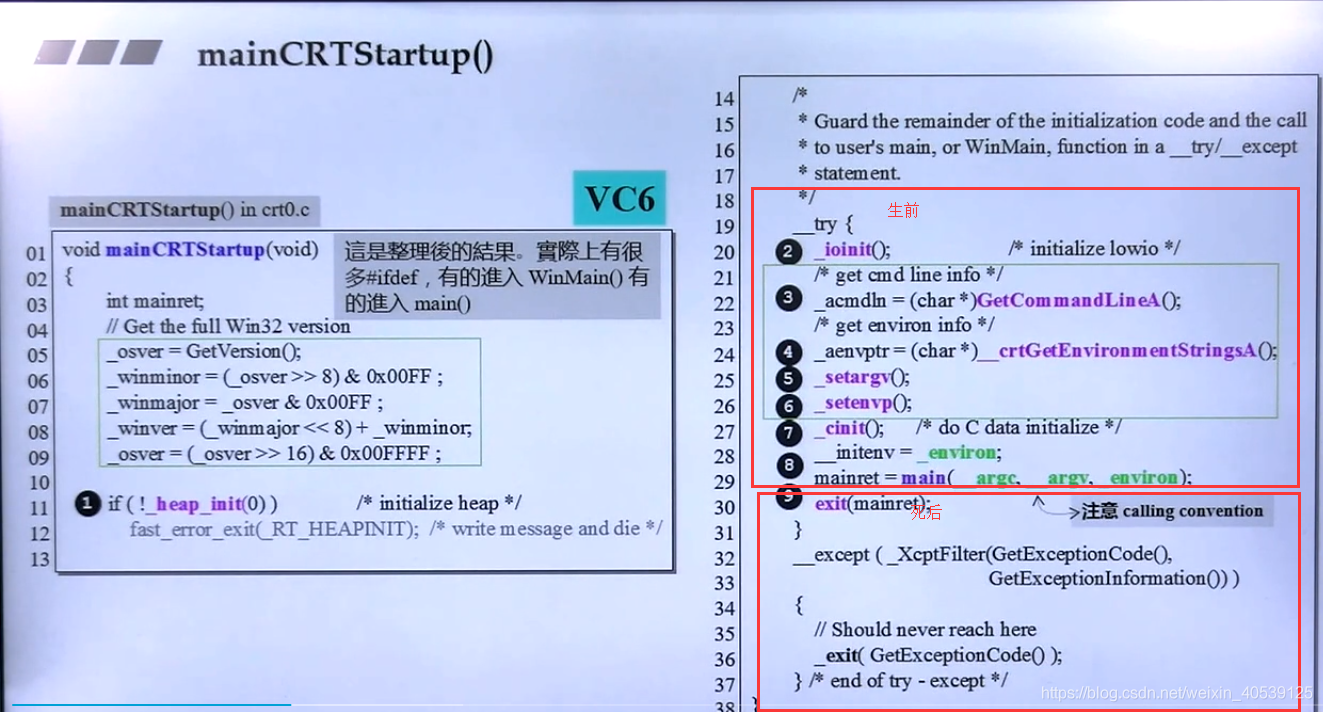 mainCRTStartup()
mainCRTStartup() in crt0.c
VC6
這是整理後的結果。實際上有很
多#ifdef，有的進入 WinMain() 有
的進入 main()
01 void mainCRTStartup(void)
02 {
03 int mainret;
04 // Get the full Win32 version
05 _osver = GetVersion();
06 _winminor = (_osver >> 8) & 0x00FF ;
07 _winmajor = _osver & 0x00FF ;
08 _winver = (_winmajor << 8) + _winminor;
09 _osver = (_osver >> 16) & 0x00FFFF ;
10
11 1 if ( !_heap_init(0) ) /* initialize heap */
12 fast_error_exit(_RT_HEAPINIT); /* write message and die */
13
14 /*
15 * Guard the remainder of the initialization code and the call
16 * to user's main, or WinMain, function in a __try/__except
17 * statement.
18 */
生前
19 __try {
20 2 _ioinit(); /* initialize lowio */
21 /* get cmd line info */
22 3 _acmdln = (char *)GetCommandLineA();
23 /* get environ info */
24 4 _aenvptr = (char *)__crtGetEnvironmentStringsA();
25 5 _setargv();
26 6 _setenvp();
27 7 _cinit(); /* do C data initialize */
28 __initenv = _environ;
29 8 mainret = main(__argc, __argv, _environ);
30 9 exit(mainret);
死后
注意 calling convention
31 }
32 __except ( _XcptFilter(GetExceptionCode(),
33 GetExceptionInformation()) )
34 {
35 // Should never reach here
36 _exit( GetExceptionCode() );
37 } /* end of try - except */
38 }
https://blog.csdn.net/weixin_40539125